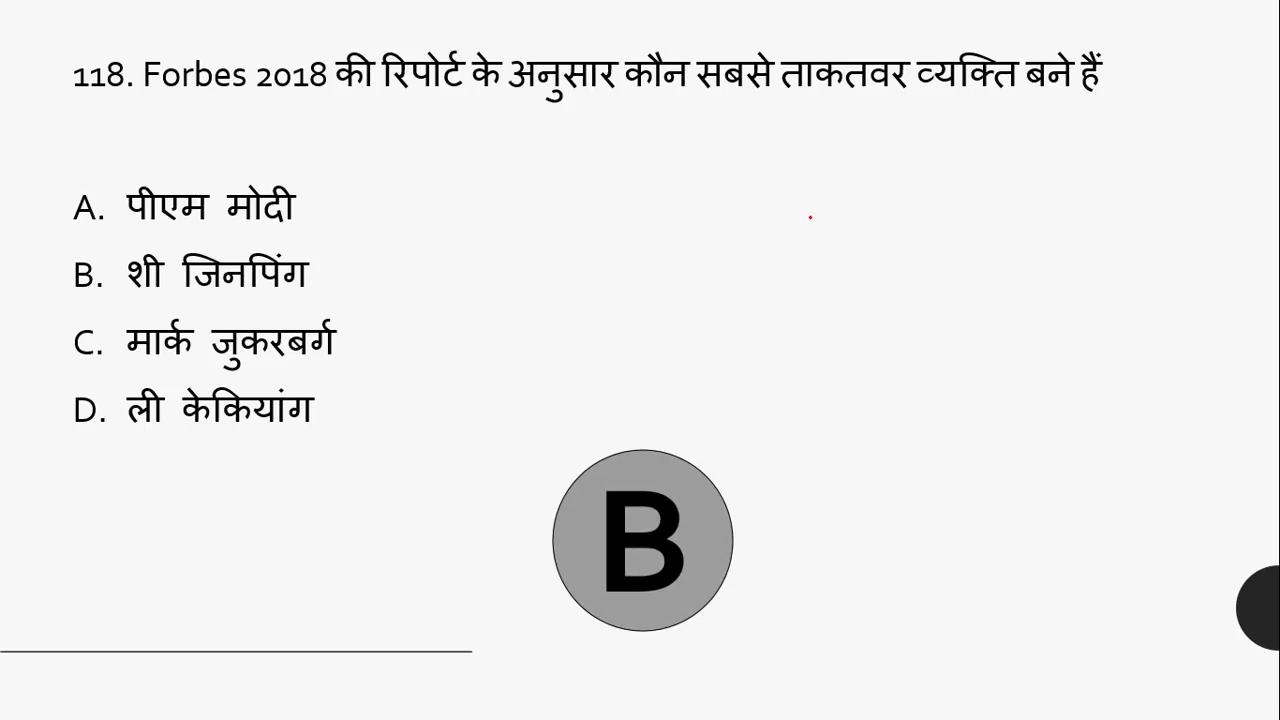 118. Forbes 2018 की रिपोर्ट के अनुसार कौन सबसे ताकतवर व्यक्ति बने हैं
A. पीएम मोदी
B. शी जिनपिंग
C. मार्क जुकरबर्ग
D. ली केकियांग
B